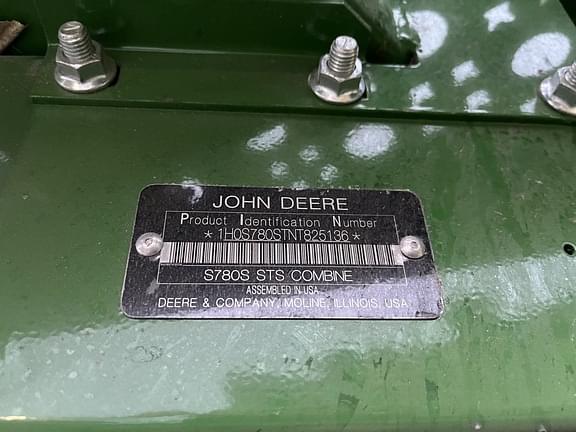 JOHN DEERE
Product Identification Number
*1H0S780STNT825136*
S780S STS COMBINE
ASSEMBLED IN USA
DEERE & COMPANY, MOLINE, ILLINOIS, USA